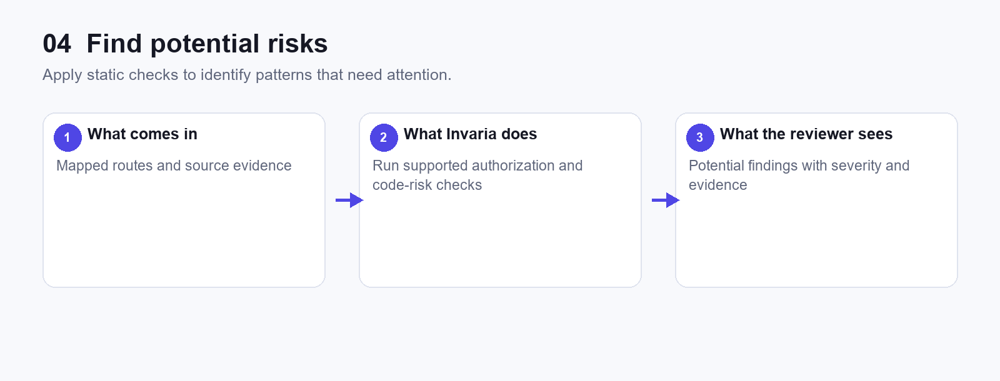 04 Find potential risks
Apply static checks to identify patterns that need attention.
1 What comes in
Mapped routes and source evidence
2 What Invaria does
Run supported authorization and
code-risk checks
3 What the reviewer sees
Potential findings with severity and
evidence